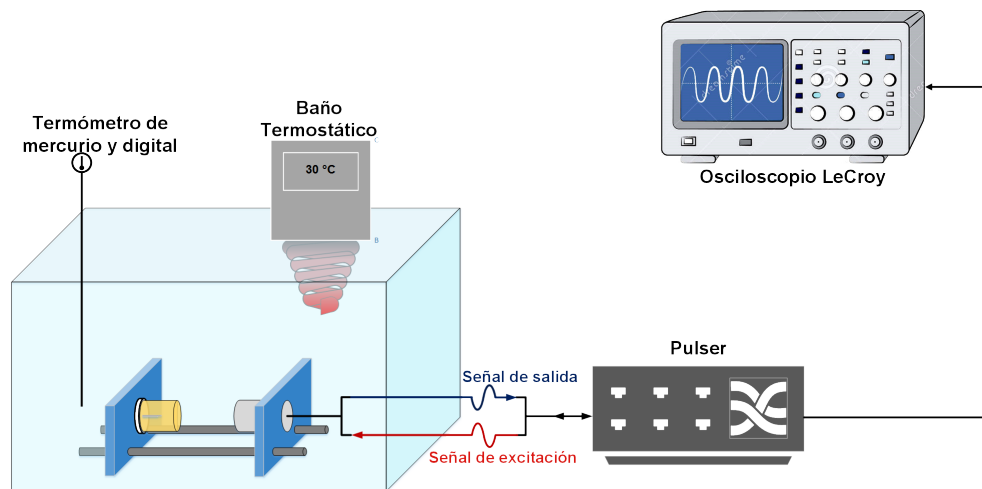 Termómetro de
mercurio y digital
Baño
Termostático
C
30 °C
B
Osciloscopio LeCroy
Pulser
Señal de salida
Señal de excitación